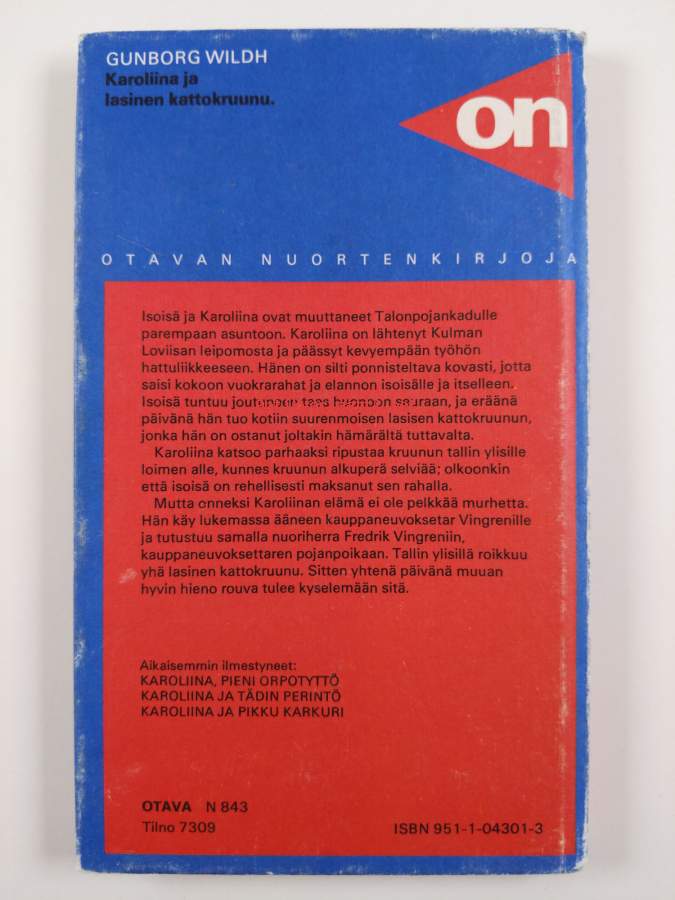 GUNBORG WILDH
Karoliina ja
lasinen kattokruunu.
on
OTAVAN NUORTENKIRJOJA
Isoisä ja Karoliina ovat muuttaneet Talonpojankadulle
parempaan asuntoon. Karoliina on lähtenyt Kulman
Loviisan leipomosta ja päässyt kevyempään työhön
hattuliikkeeseen. Hänen on silti ponnisteltava kovasti, jotta
saisi kokoon vuokrarahat ja elannon isoisälle ja itselleen.
Isoisä tuntuu joutuneen taas huonoon seuraan, ja eräänä
päivänä hän tuo kotiin suurenmoisen lasisen kattokruunun,
jonka hän on ostanut joltakin hämärältä tuttavalta.
Karoliina katsoo parhaaksi ripustaa kruunun tallin ylisille
loimen alle, kunnes kruunun alkuperä selviää; olkoonkin
että isoisä on rehellisesti maksanut sen rahalla.
Mutta onneksi Karoliinan elämä ei ole pelkkää murhetta.
Hän käy lukemassa ääneen kauppaneuvoksetar Vingrenille
ja tutustuu samalla nuoriherra Fredrik Vingreniin,
kauppaneuvoksettaren pojanpoikaan. Tallin ylisillä roikkuu
yhä lasinen kattokruunu. Sitten yhtenä päivänä muuan
hyvin hieno rouva tulee kyselemään sitä.
Aikaisemmin ilmestyneet:
KAROLIINA, PIENI ORPOTYTTÖ
KAROLIINA JA TÄDIN PERINTÖ
KAROLIINA JA PIKKU KARKURI
OTAVA N 843
Tilno 7309
ISBN 951-1-04301-3